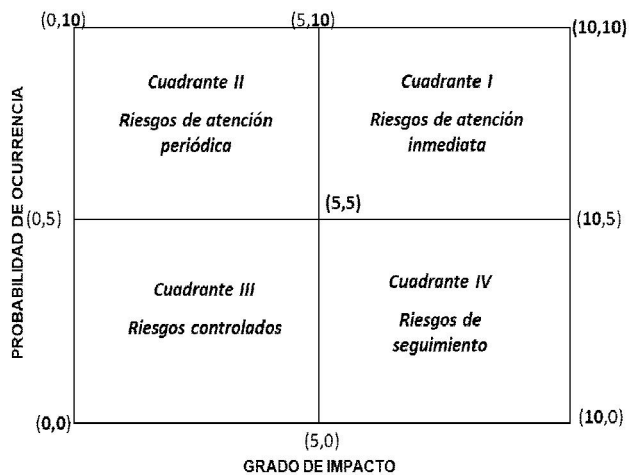 (0,10)
(5,10)
(10,10)
Cuadrante II
Riesgos de atención
periódica
Cuadrante I
Riesgos de atención
inmediata
PROBABILIDAD DE OCURRENCIA
(0,5)
(5,5)
(10,5)
Cuadrante III
Riesgos controlados
Cuadrante IV
Riesgos de
seguimiento
(0,0)
(5,0)
(10,0)
GRADO DE IMPACTO